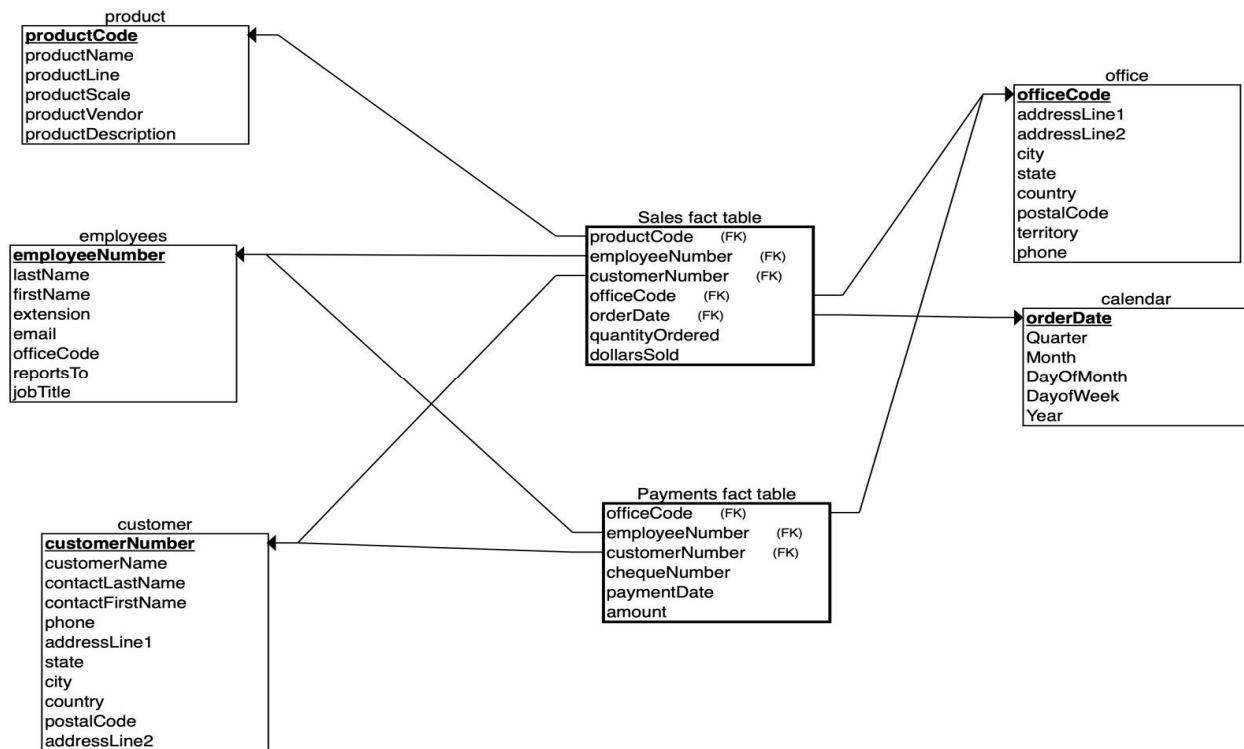 product
productCode
productName
productLine
productScale
productVendor
productDescription
employees
employeeNumber
lastName
firstName
extension
email
officeCode
reportsTo
jobTitle
customer
customerNumber
customerName
contactLastName
contactFirstName
phone
addressLine1
state
city
country
postalCode
addressLine2
Sales fact table
productCode (FK)
employeeNumber (FK)
customerNumber (FK)
officeCode (FK)
orderDate (FK)
quantityOrdered
dollarsSold
Payments fact table
officeCode (FK)
employeeNumber (FK)
customerNumber (FK)
chequeNumber
paymentDate
amount
office
officeCode
addressLine1
addressLine2
city
state
country
postalCode
territory
phone
calendar
orderDate
Quarter
Month
DayOfMonth
DayofWeek
Year